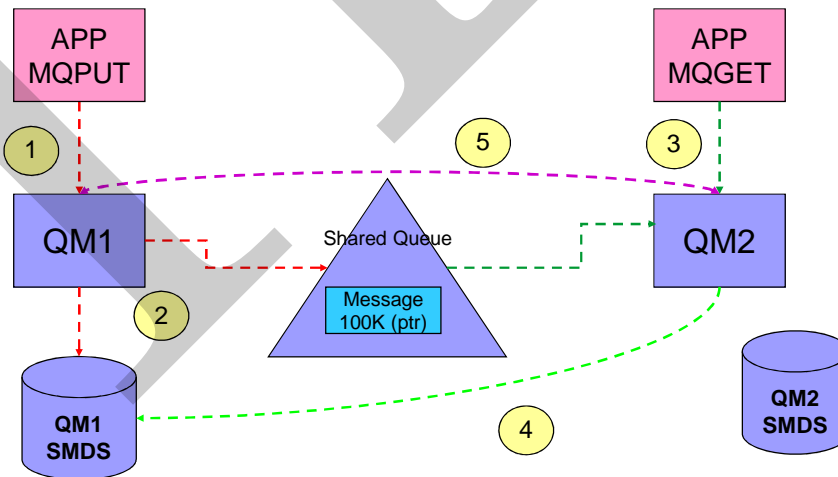 APP
MQPUT
APP
MQGET
1
5
3
QM1
Shared Queue
QM2
Message
100K (ptr)
2
QM1
SMDS
4
QM2
SMDS